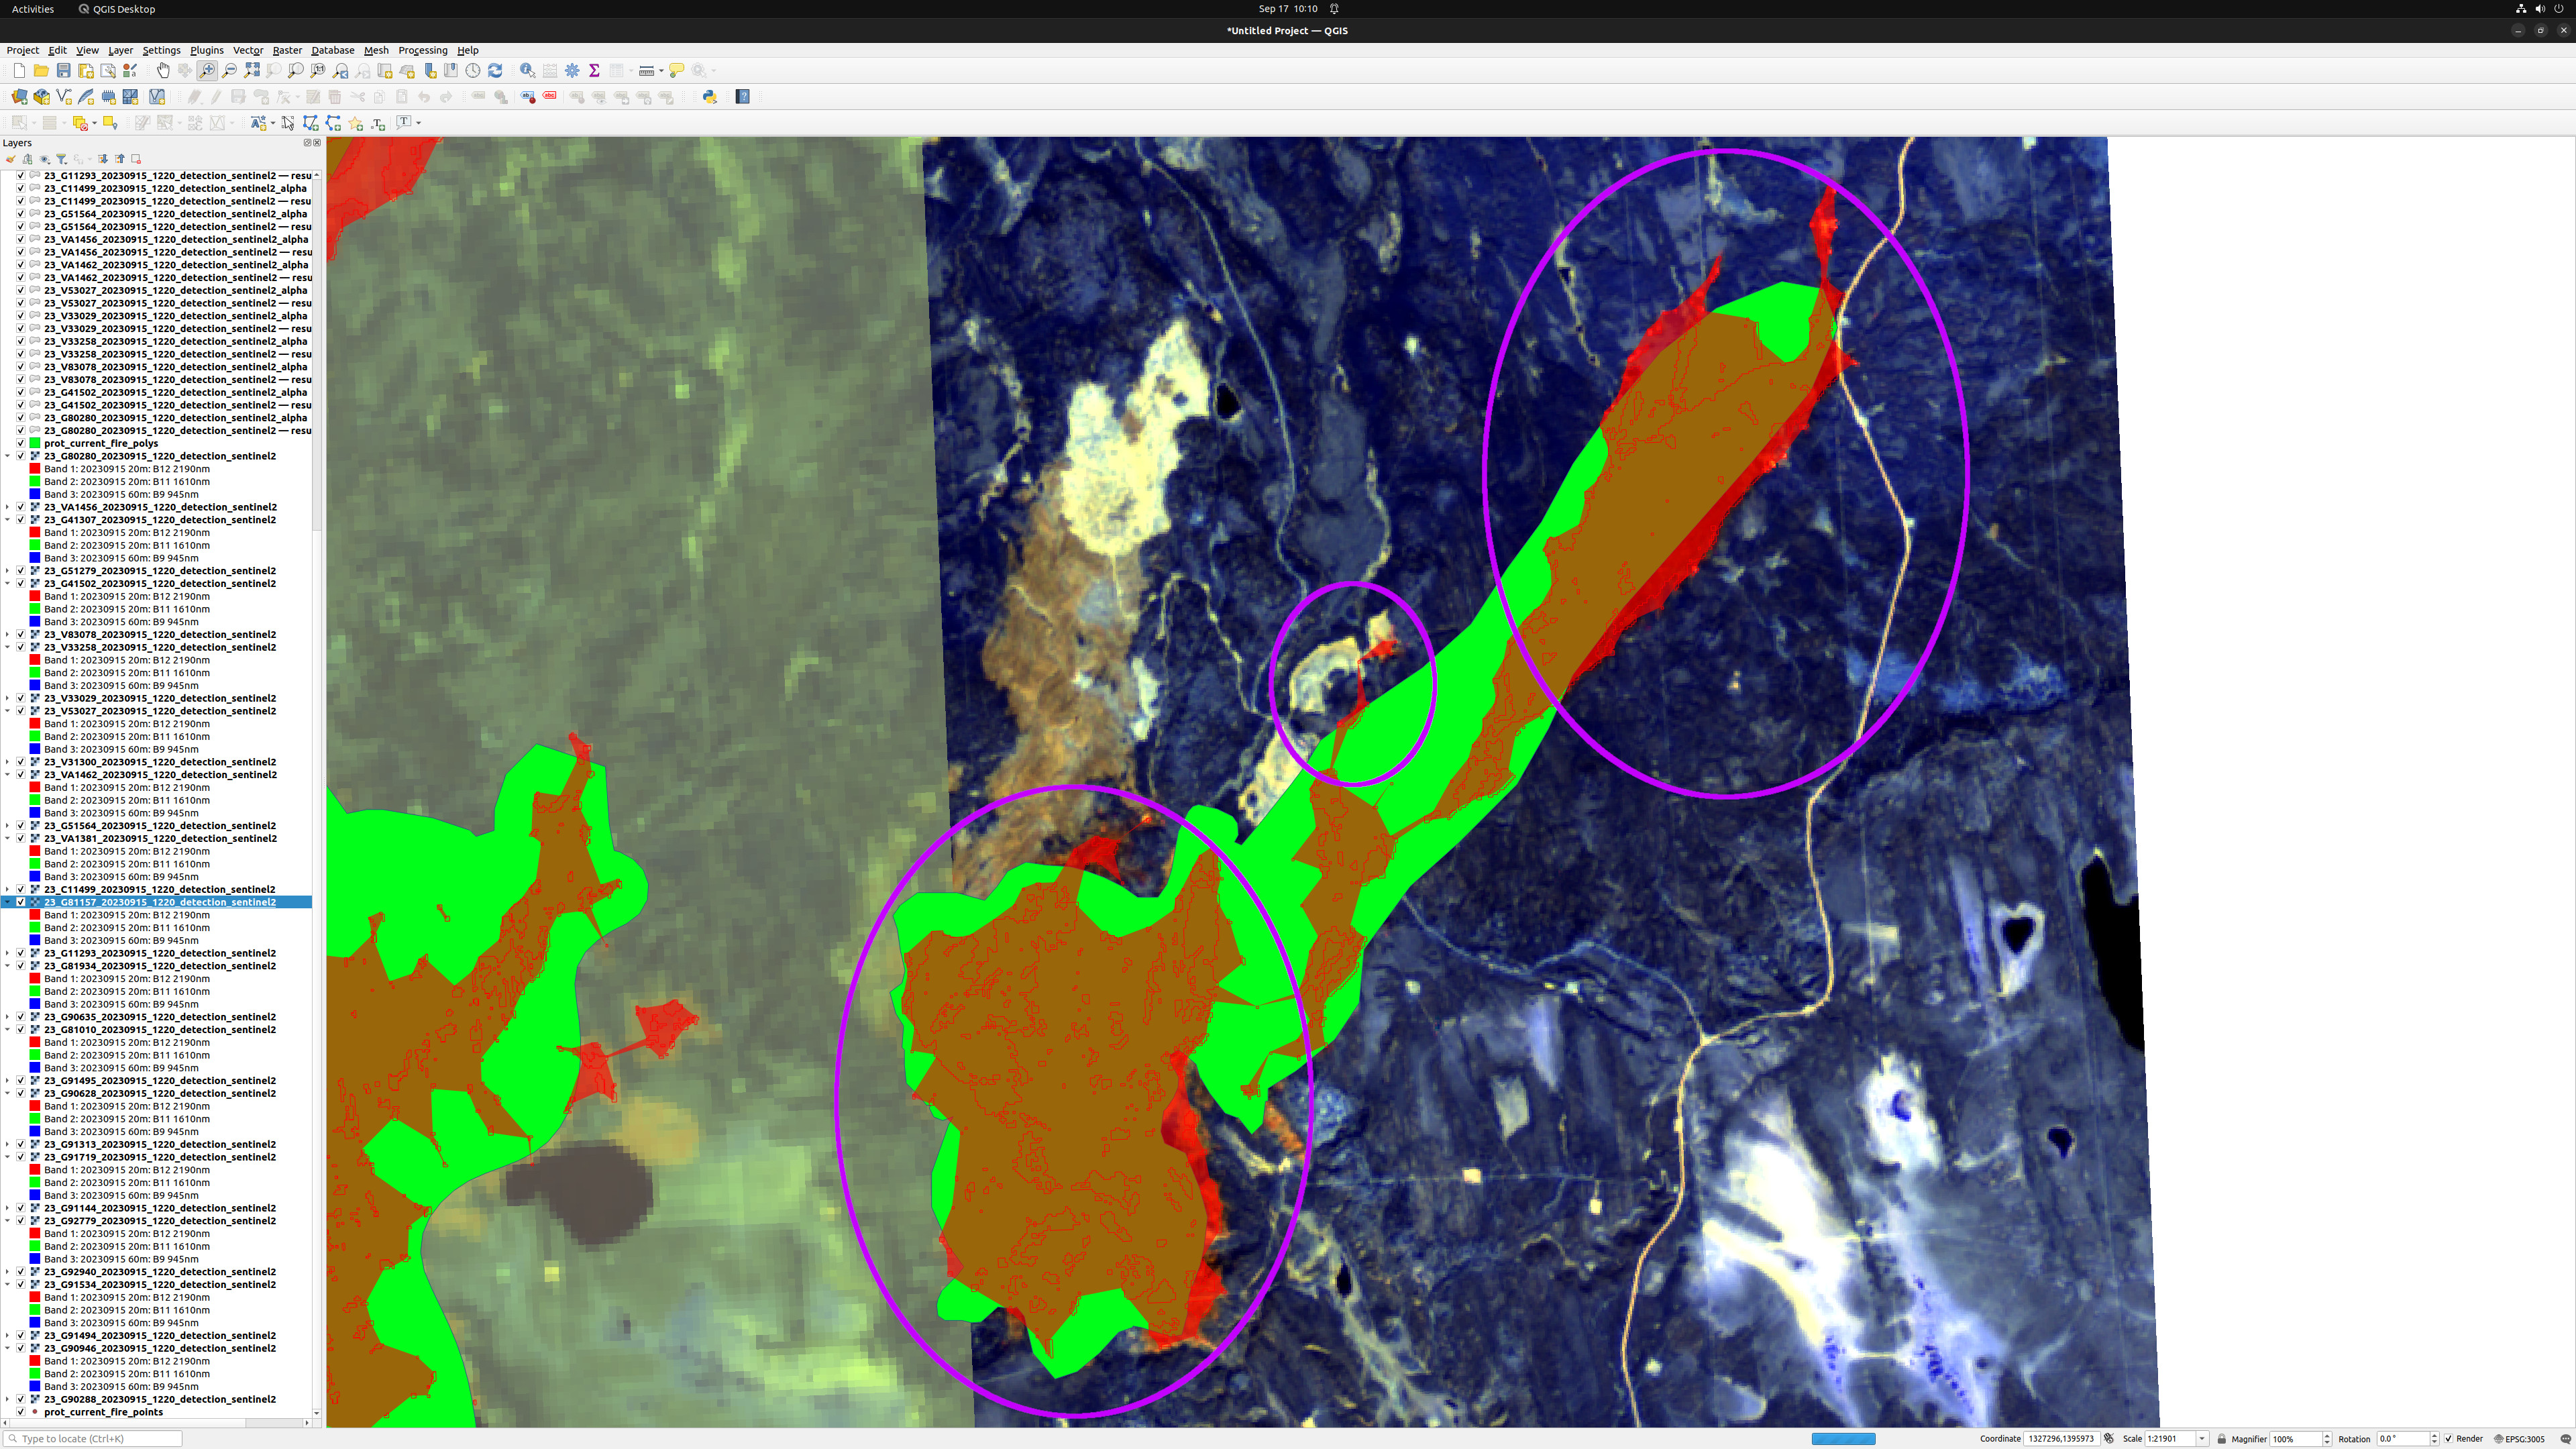 Activities QGIS Desktop Sep 17 10:10
*Untitled Project — QGIS
Project Edit View Layer Settings Plugins Vector Raster Database Mesh Processing Help
Layers
23_G11293_20230915_1220_detection_sentinel2 — resu
23_C11499_20230915_1220_detection_sentinel2_alpha
23_C11499_20230915_1220_detection_sentinel2 — resu
23_G51564_20230915_1220_detection_sentinel2_alpha
23_G51564_20230915_1220_detection_sentinel2 — resu
23_VA1456_20230915_1220_detection_sentinel2_alpha
23_VA1456_20230915_1220_detection_sentinel2 — resu
23_VA1462_20230915_1220_detection_sentinel2_alpha
23_VA1462_20230915_1220_detection_sentinel2 — resu
23_V53027_20230915_1220_detection_sentinel2_alpha
23_V53027_20230915_1220_detection_sentinel2 — resu
23_V33029_20230915_1220_detection_sentinel2_alpha
23_V33029_20230915_1220_detection_sentinel2 — resu
23_V33258_20230915_1220_detection_sentinel2_alpha
23_V33258_20230915_1220_detection_sentinel2 — resu
23_V83078_20230915_1220_detection_sentinel2_alpha
23_V83078_20230915_1220_detection_sentinel2 — resu
23_G41502_20230915_1220_detection_sentinel2_alpha
23_G41502_20230915_1220_detection_sentinel2 — resu
23_G80280_20230915_1220_detection_sentinel2_alpha
23_G80280_20230915_1220_detection_sentinel2 — resu
prot_current_fire_polys
23_G80280_20230915_1220_detection_sentinel2
Band 1: 20230915 20m: B12 2190nm
Band 2: 20230915 20m: B11 1610nm
Band 3: 20230915 60m: B9 945nm
23_VA1456_20230915_1220_detection_sentinel2
23_G41307_20230915_1220_detection_sentinel2
Band 1: 20230915 20m: B12 2190nm
Band 2: 20230915 20m: B11 1610nm
Band 3: 20230915 60m: B9 945nm
23_G51279_20230915_1220_detection_sentinel2
23_G41502_20230915_1220_detection_sentinel2
Band 1: 20230915 20m: B12 2190nm
Band 2: 20230915 20m: B11 1610nm
Band 3: 20230915 60m: B9 945nm
23_V83078_20230915_1220_detection_sentinel2
23_V33258_20230915_1220_detection_sentinel2
Band 1: 20230915 20m: B12 2190nm
Band 2: 20230915 20m: B11 1610nm
Band 3: 20230915 60m: B9 945nm
23_V33029_20230915_1220_detection_sentinel2
23_V53027_20230915_1220_detection_sentinel2
Band 1: 20230915 20m: B12 2190nm
Band 2: 20230915 20m: B11 1610nm
Band 3: 20230915 60m: B9 945nm
23_V31300_20230915_1220_detection_sentinel2
23_VA1462_20230915_1220_detection_sentinel2
Band 1: 20230915 20m: B12 2190nm
Band 2: 20230915 20m: B11 1610nm
Band 3: 20230915 60m: B9 945nm
23_G51564_20230915_1220_detection_sentinel2
23_VA1381_20230915_1220_detection_sentinel2
Band 1: 20230915 20m: B12 2190nm
Band 2: 20230915 20m: B11 1610nm
Band 3: 20230915 60m: B9 945nm
23_C11499_20230915_1220_detection_sentinel2
23_G81157_20230915_1220_detection_sentinel2
Band 1: 20230915 20m: B12 2190nm
Band 2: 20230915 20m: B11 1610nm
Band 3: 20230915 60m: B9 945nm
23_G11293_20230915_1220_detection_sentinel2
23_G81934_20230915_1220_detection_sentinel2
Band 1: 20230915 20m: B12 2190nm
Band 2: 20230915 20m: B11 1610nm
Band 3: 20230915 60m: B9 945nm
23_G90635_20230915_1220_detection_sentinel2
23_G81010_20230915_1220_detection_sentinel2
Band 1: 20230915 20m: B12 2190nm
Band 2: 20230915 20m: B11 1610nm
Band 3: 20230915 60m: B9 945nm
23_G91495_20230915_1220_detection_sentinel2
23_G90628_20230915_1220_detection_sentinel2
Band 1: 20230915 20m: B12 2190nm
Band 2: 20230915 20m: B11 1610nm
Band 3: 20230915 60m: B9 945nm
23_G91313_20230915_1220_detection_sentinel2
23_G91719_20230915_1220_detection_sentinel2
Band 1: 20230915 20m: B12 2190nm
Band 2: 20230915 20m: B11 1610nm
Band 3: 20230915 60m: B9 945nm
23_G91144_20230915_1220_detection_sentinel2
23_G92779_20230915_1220_detection_sentinel2
Band 1: 20230915 20m: B12 2190nm
Band 2: 20230915 20m: B11 1610nm
Band 3: 20230915 60m: B9 945nm
23_G92940_20230915_1220_detection_sentinel2
23_G91534_20230915_1220_detection_sentinel2
Band 1: 20230915 20m: B12 2190nm
Band 2: 20230915 20m: B11 1610nm
Band 3: 20230915 60m: B9 945nm
23_G91494_20230915_1220_detection_sentinel2
23_G90946_20230915_1220_detection_sentinel2
Band 1: 20230915 20m: B12 2190nm
Band 2: 20230915 20m: B11 1610nm
Band 3: 20230915 60m: B9 945nm
23_G90288_20230915_1220_detection_sentinel2
prot_current_fire_points
Type to locate (Ctrl+K) Coordinate 1327296,1395973 Scale 1:21901 Magnifier 100% Rotation 0.0 ° Render EPSG:3005